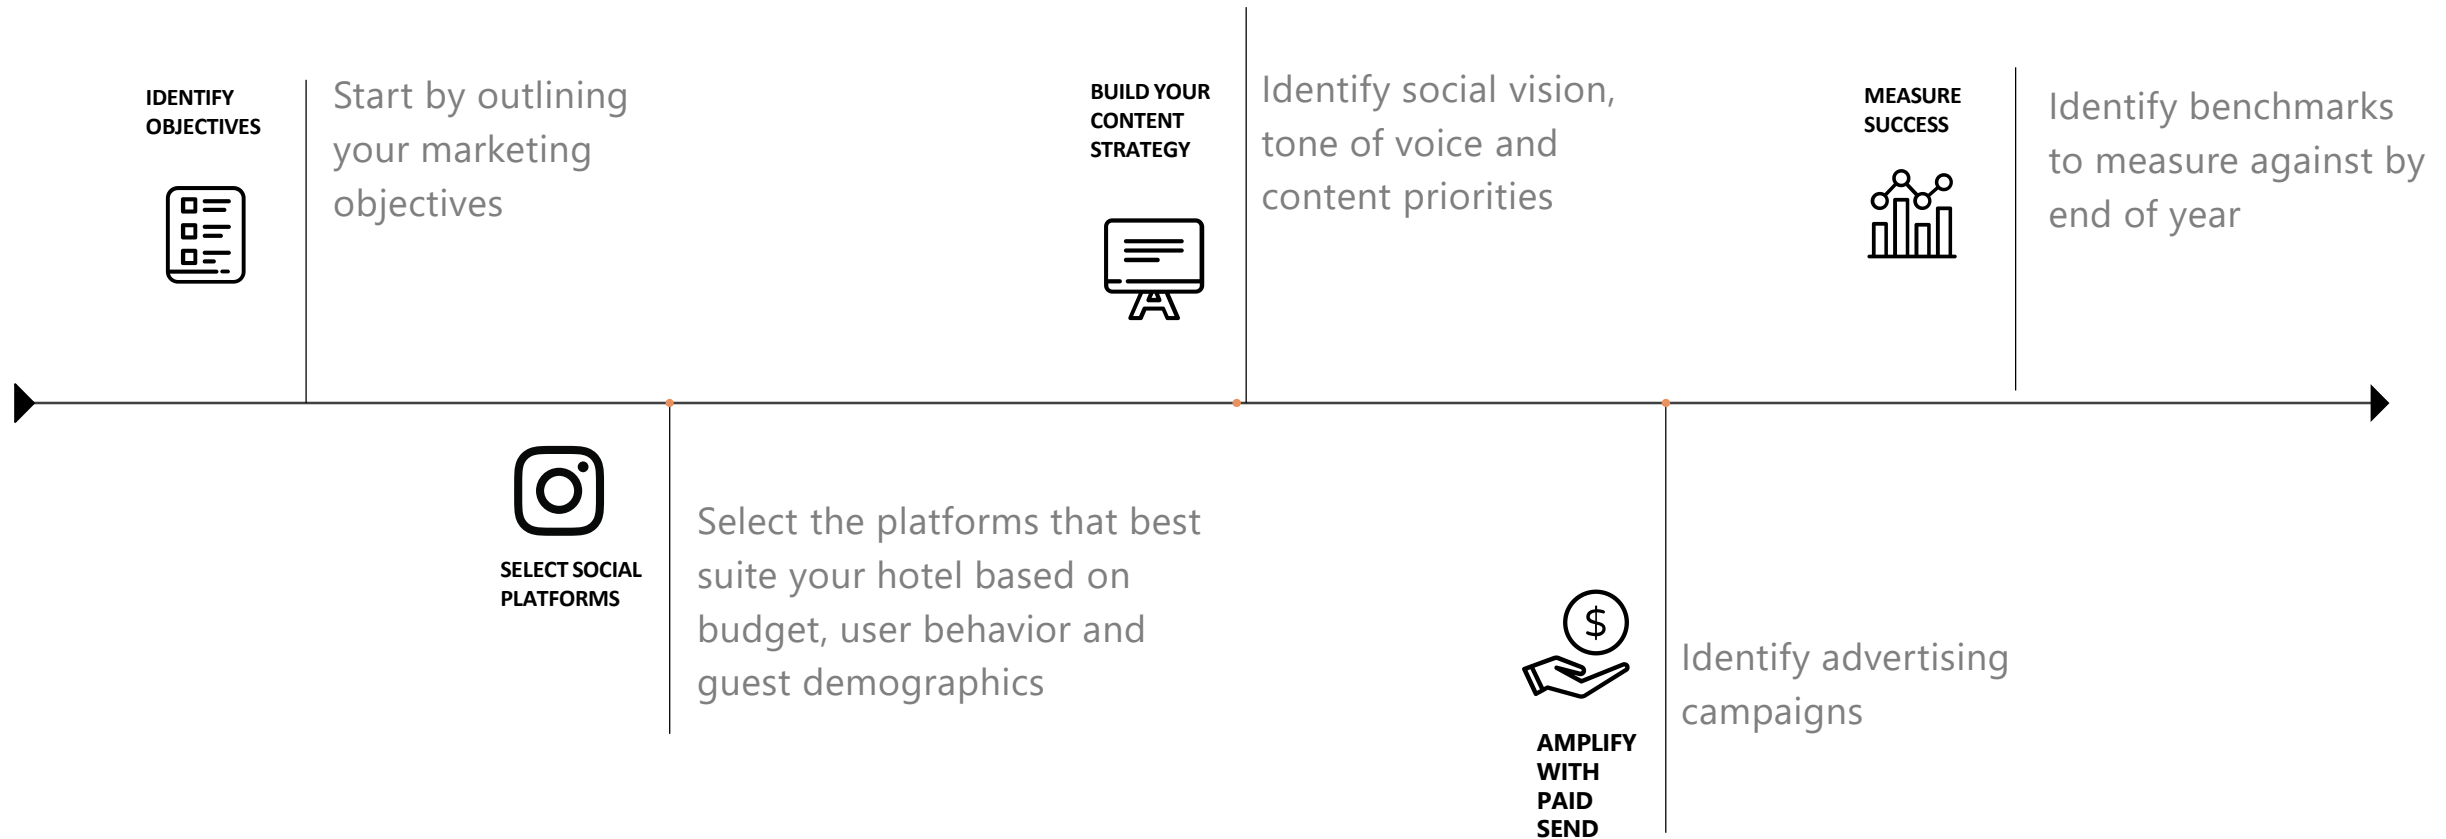 IDENTIFY
OBJECTIVES
Start by outlining
your marketing
objectives
SELECT SOCIAL
PLATFORMS
Select the platforms that best
suite your hotel based on
budget, user behavior and
guest demographics
BUILD YOUR
CONTENT
STRATEGY
Identify social vision,
tone of voice and
content priorities
AMPLIFY
WITH
PAID
SEND
$
Identify advertising
campaigns
MEASURE
SUCCESS
Identify benchmarks
to measure against by
end of year